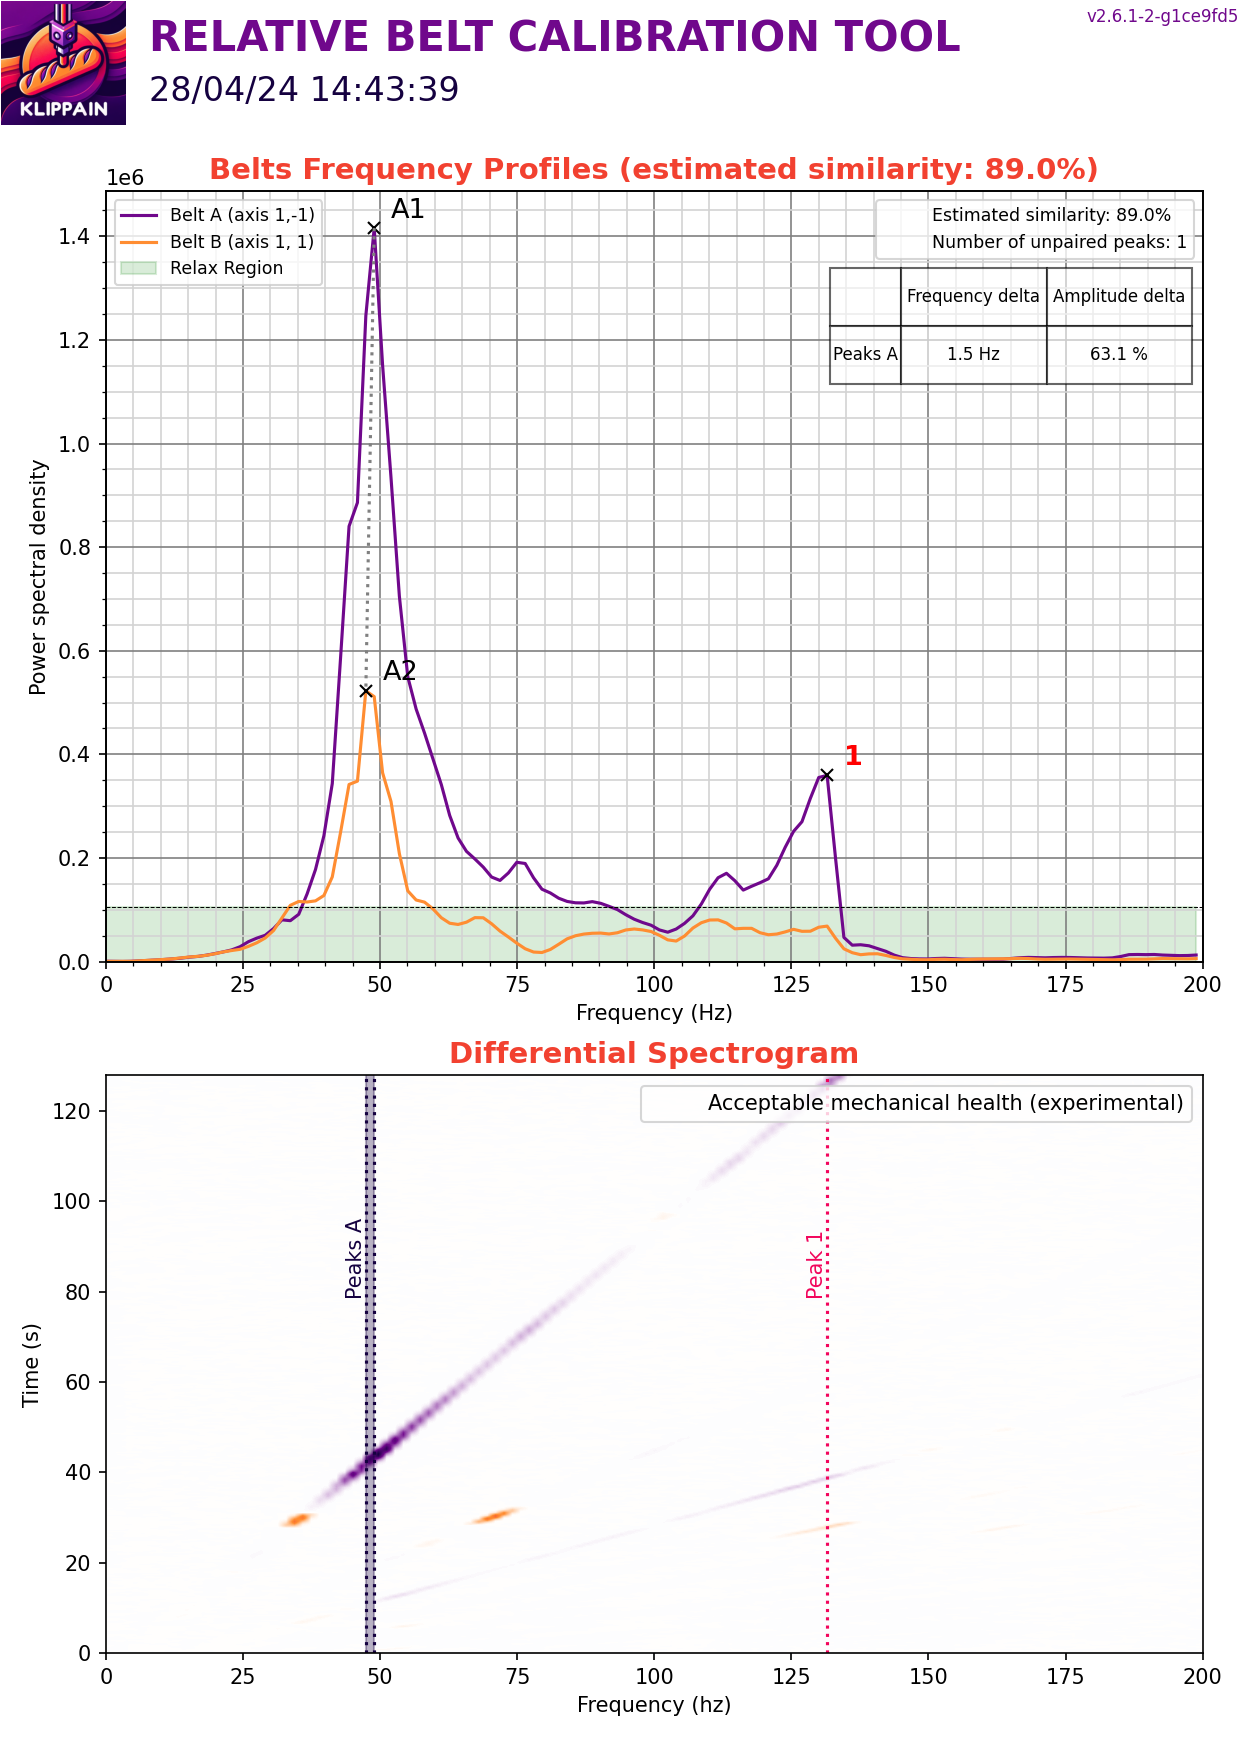 v2.6.1-2-g1ce9fd5
KLIPPAIN
RELATIVE BELT CALIBRATION TOOL
28/04/24 14:43:39
Belts Frequency Profiles (estimated similarity: 89.0%)
1e6
Belt A (axis 1,-1)
Belt B (axis 1, 1)
Relax Region
A1
Estimated similarity: 89.0%
Number of unpaired peaks: 1
Frequency delta Amplitude delta
Peaks A 1.5 Hz 63.1 %
A2
1
1.4
1.2
1.0
0.8
0.6
0.4
0.2
0.0
Power spectral density
0 25 50 75 100 125 150 175 200
Frequency (Hz)
Differential Spectrogram
Acceptable mechanical health (experimental)
Peaks A
Peak 1
120
100
80
60
40
20
0
Time (s)
0 25 50 75 100 125 150 175 200
Frequency (hz)